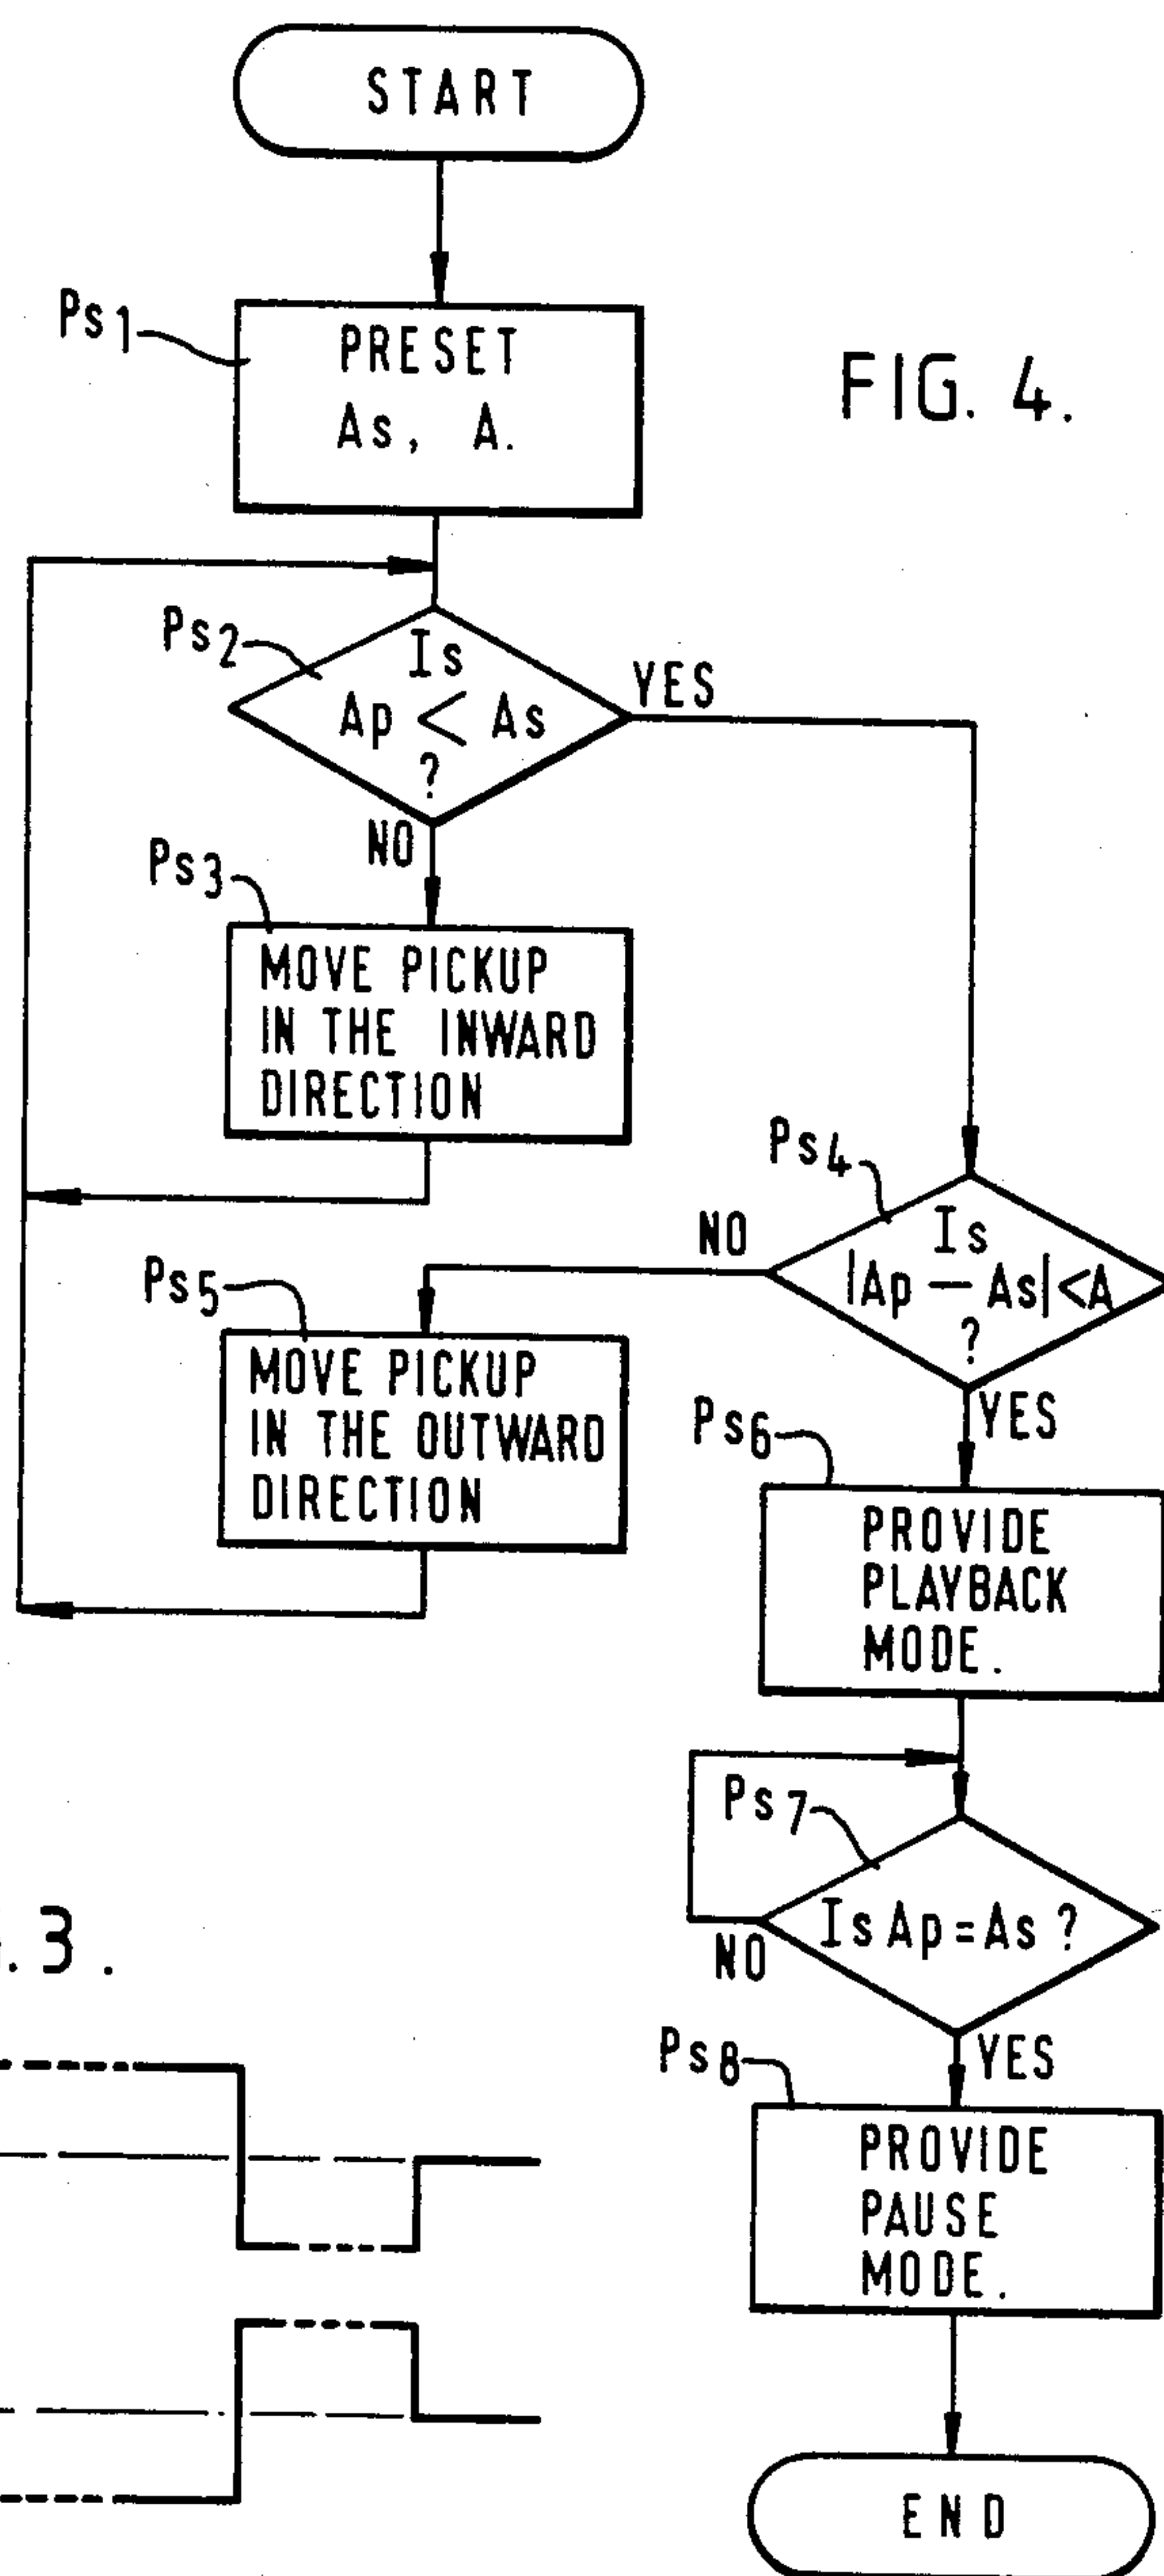 START
Ps1
PRESET
As, A.
FIG. 4.
Ps2
Is
Ap < As
?
YES
NO
Ps3
MOVE PICKUP
IN THE INWARD
DIRECTION
Ps4
Is
|Ap — As|<A
?
NO
YES
Ps5
MOVE PICKUP
IN THE OUTWARD
DIRECTION
Ps6
PROVIDE
PLAYBACK
MODE.
Ps7
Is Ap = As ?
NO
YES
Ps8
PROVIDE
PAUSE
MODE.
END
.3.